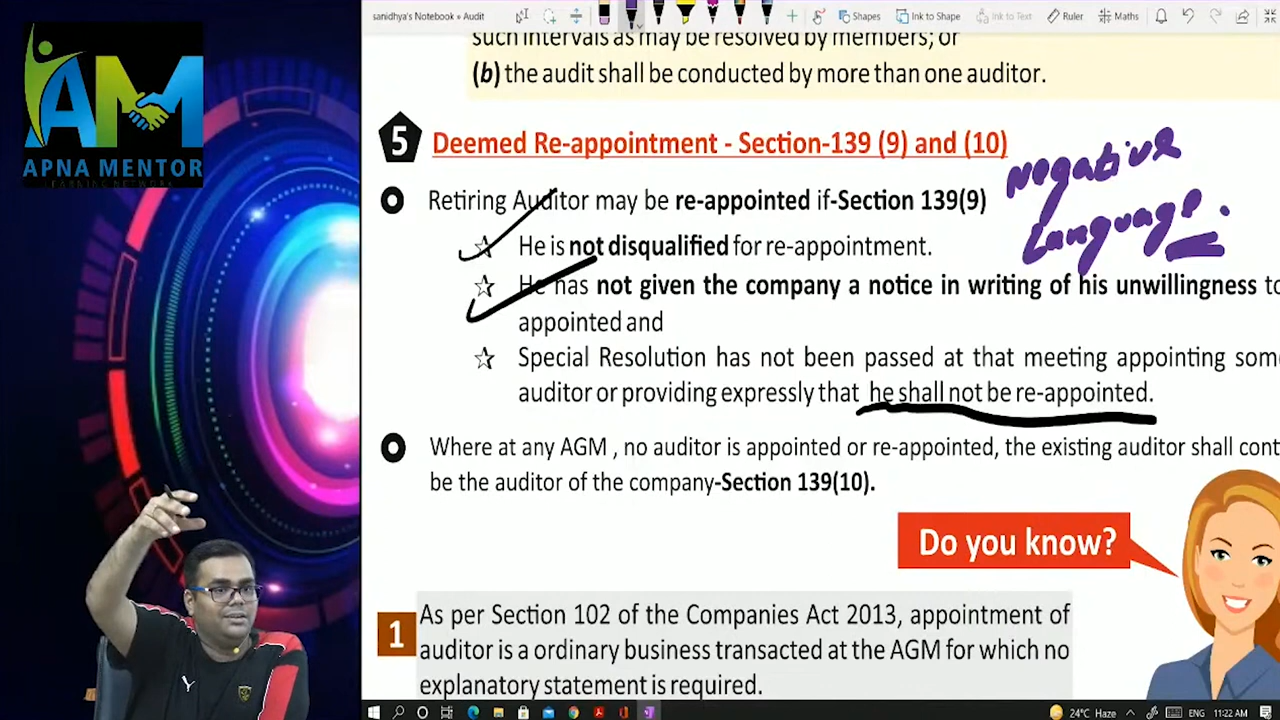 sanidhya's Notebook » Audit
Shapes
Ink to Shape
Ink to Text
Ruler
Maths
AM
APNA MENTOR
LEARNING NETWORK
such intervals as may be resolved by members; or
(b) the audit shall be conducted by more than one auditor.
5 Deemed Re-appointment - Section-139 (9) and (10)
negative
Language.
Retiring Auditor may be re-appointed if-Section 139(9)
He is not disqualified for re-appointment.
He has not given the company a notice in writing of his unwillingness to
appointed and
Special Resolution has not been passed at that meeting appointing som
auditor or providing expressly that he shall not be re-appointed.
Where at any AGM , no auditor is appointed or re-appointed, the existing auditor shall cont
be the auditor of the company-Section 139(10).
Do you know?
1 As per Section 102 of the Companies Act 2013, appointment of
auditor is a ordinary business transacted at the AGM for which no
explanatory statement is required.
24°C Haze
ENG
11:22 AM